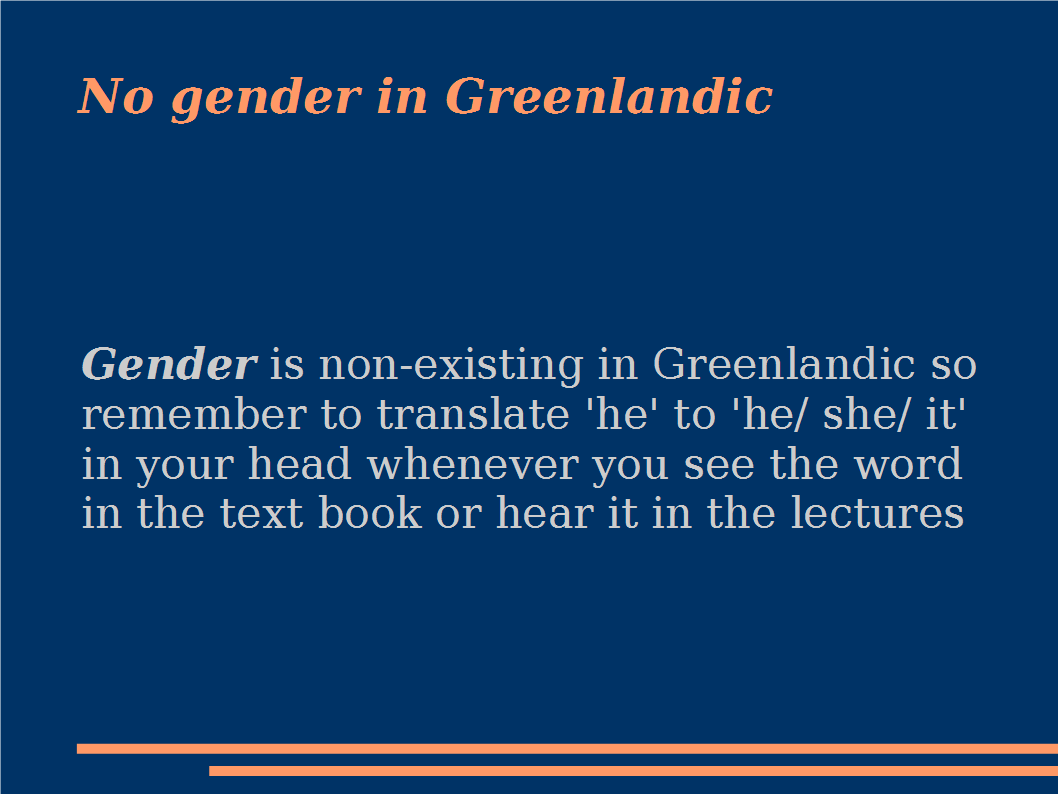 No gender in Greenlandic
Gender is non-existing in Greenlandic so
remember to translate 'he' to 'he/ she/ it'
in your head whenever you see the word
in the text book or hear it in the lectures